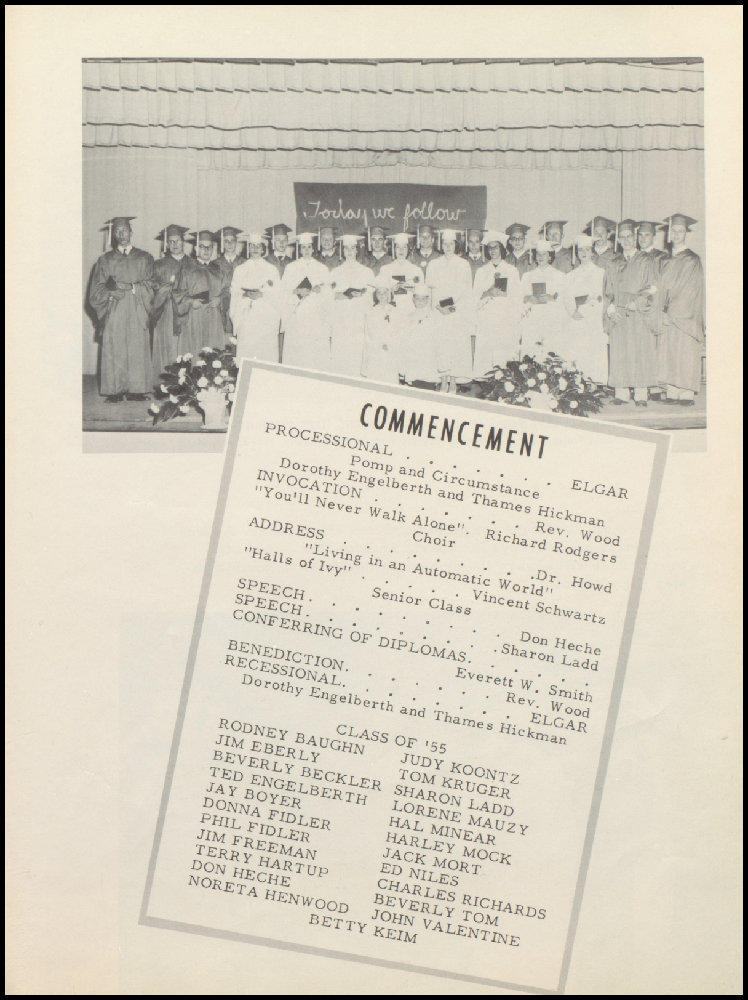 Today we follow
COMMENCEMENT
PROCESSIONAL . . . . . . . ELGAR
Pomp and Circumstance
Dorothy Engelberth and Thames Hickman
INVOCATION . . . . . . . Rev. Wood
"You'll Never Walk Alone". Richard Rodgers
Choir
ADDRESS . . . . . . . . .Dr. Howd
"Living in an Automatic World"
"Halls of Ivy" . . . . . Vincent Schwartz
Senior Class
SPEECH. . . . . . . . . Don Heche
SPEECH. . . . . . . . .Sharon Ladd
CONFERRING OF DIPLOMAS. . . . . .
Everett W. Smith
BENEDICTION. . . . . . . Rev. Wood
RECESSIONAL. . . . . . . . ELGAR
Dorothy Engelberth and Thames Hickman
CLASS OF '55
RODNEY BAUGHN
JIM EBERLY
BEVERLY BECKLER
TED ENGELBERTH
JAY BOYER
DONNA FIDLER
PHIL FIDLER
JIM FREEMAN
TERRY HARTUP
DON HECHE
NORETA HENWOOD
JUDY KOONTZ
TOM KRUGER
SHARON LADD
LORENE MAUZY
HAL MINEAR
HARLEY MOCK
JACK MORT
ED NILES
CHARLES RICHARDS
BEVERLY TOM
JOHN VALENTINE
BETTY KEIM